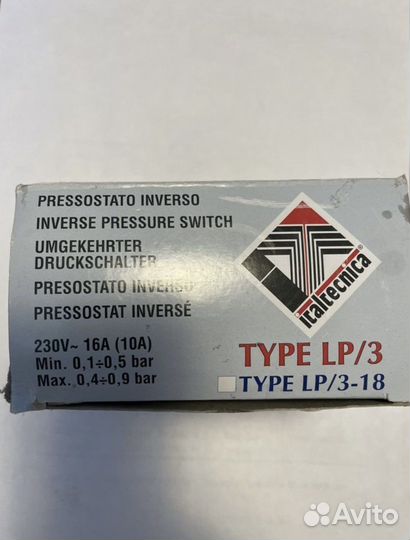 PRESSOSTATO INVERSO
INVERSE PRESSURE SWITCH
UMGEKEHRTER
DRUCKSCHALTER
PRESOSTATO INVERSO
PRESSOSTAT INVERSÉ
230V~ 16A (10A)
Min. 0,1÷0,5 bar
Max. 0,4÷0,9 bar
italtecnica®
TYPE LP/3
TYPE LP/3-18
Avito